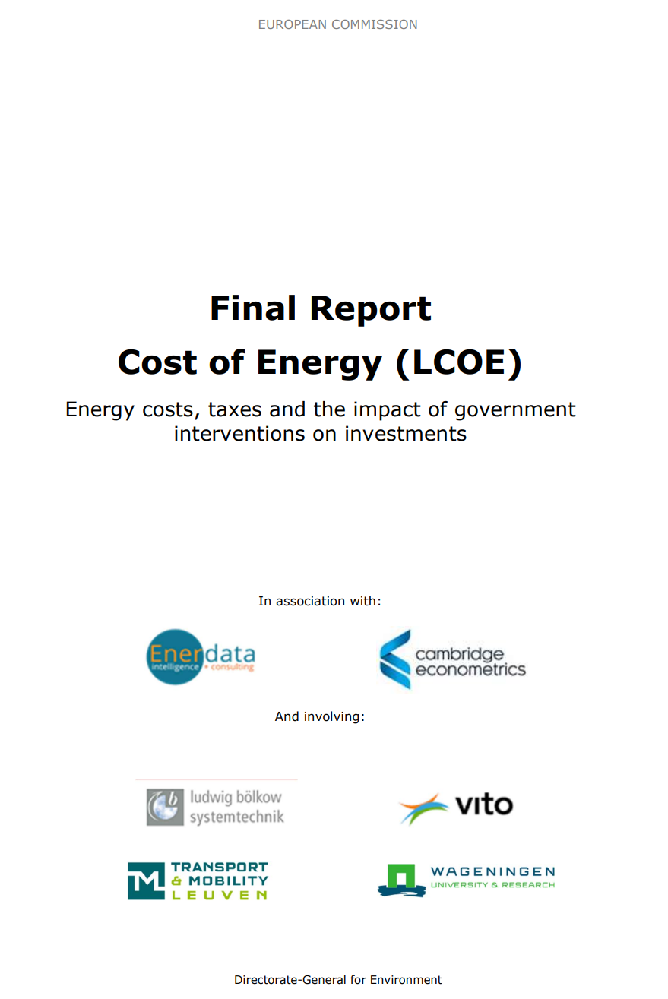 EUROPEAN COMMISSION
Final Report
Cost of Energy (LCOE)
Energy costs, taxes and the impact of government
interventions on investments
In association with:
Enerdata
intelligence + consulting
cambridge
econometrics
And involving:
ludwig bölkow
systemtechnik
vito
TML
TRANSPORT
& MOBILITY
LEUVEN
WAGENINGEN
UNIVERSITY & RESEARCH
Directorate-General for Environment